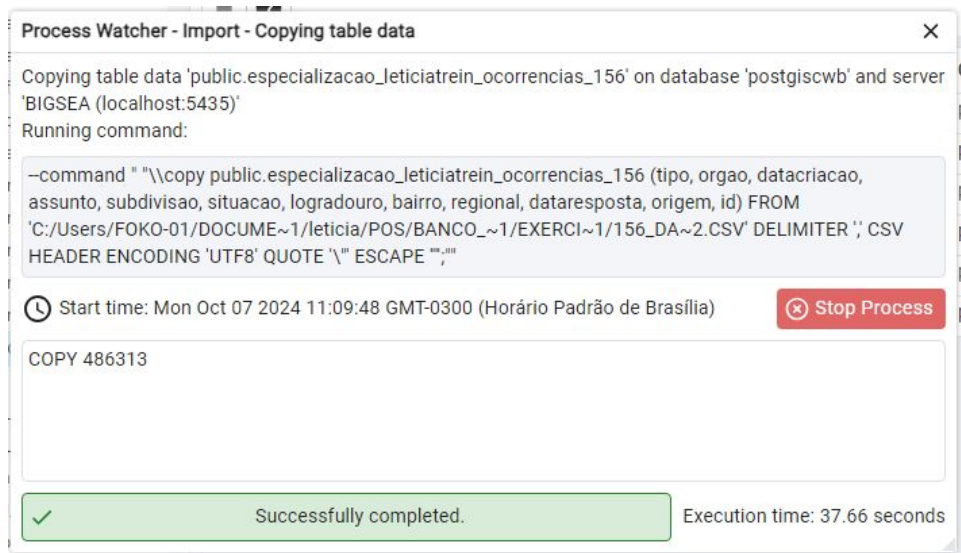 Process Watcher - Import - Copying table data
Copying table data 'public.especializacao_leticiatrein_ocorrencias_156' on database 'postgiscwb' and server
'BIGSEA (localhost:5435)'
Running command:
--command " "\\copy public.especializacao_leticiatrein_ocorrencias_156 (tipo, orgao, datacriacao,
assunto, subdivisao, situacao, logradouro, bairro, regional, dataresposta, origem, id) FROM
'C:/Users/FOKO-01/DOCUME~1/leticia/POS/BANCO_~1/EXERCI~1/156_DA~2.CSV' DELIMITER ',' CSV
HEADER ENCODING 'UTF8' QUOTE '\"' ESCAPE '''';""
Start time: Mon Oct 07 2024 11:09:48 GMT-0300 (Horário Padrão de Brasília)
Stop Process
COPY 486313
Successfully completed.
Execution time: 37.66 seconds